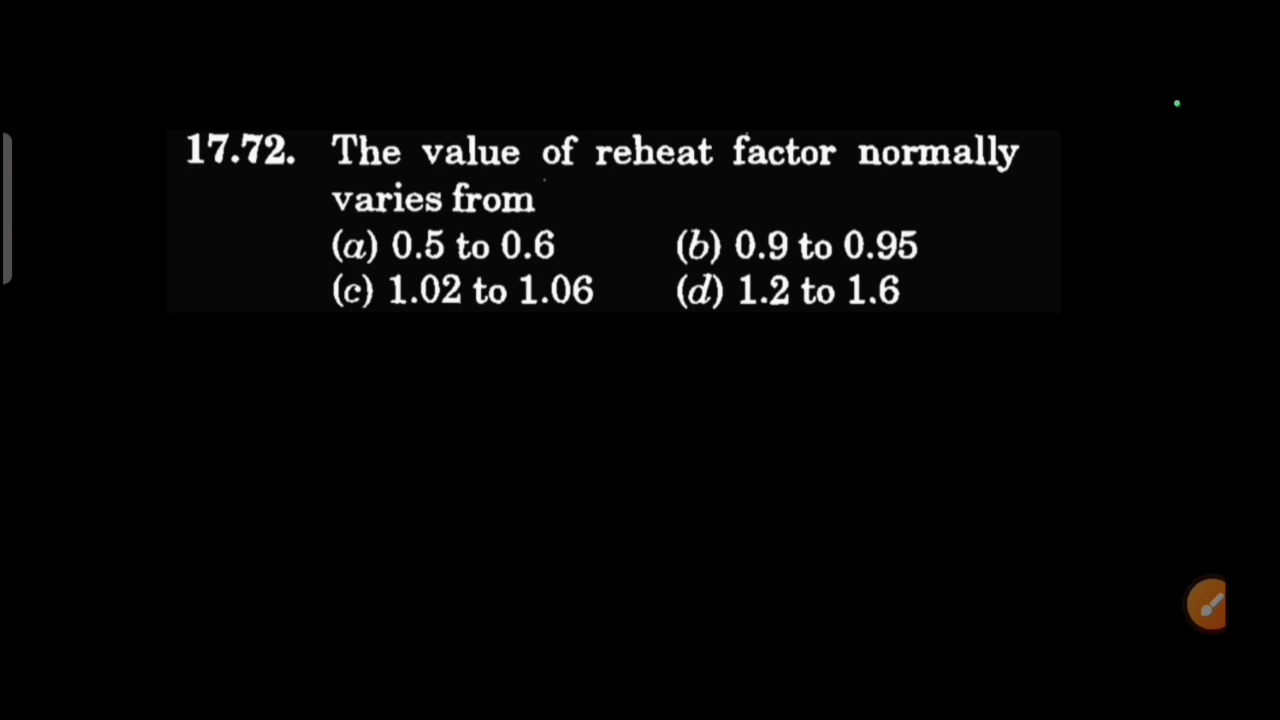 17.72. The value of reheat factor normally
varies from
(a) 0.5 to 0.6 (b) 0.9 to 0.95
(c) 1.02 to 1.06 (d) 1.2 to 1.6